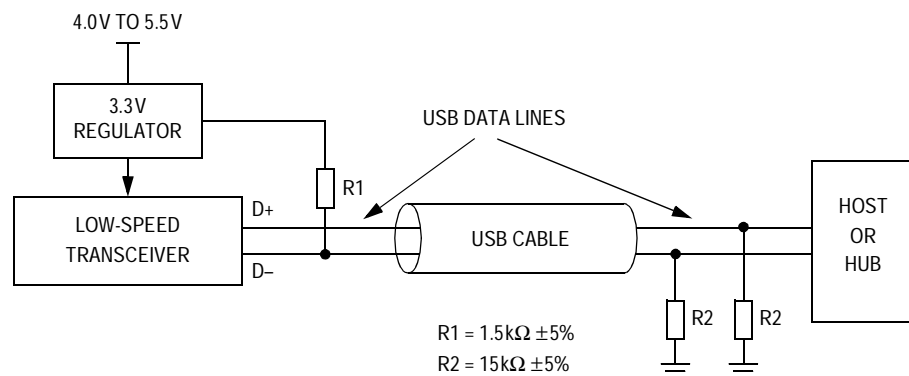 4.0V TO 5.5V
3.3V
REGULATOR
USB DATA LINES
R1
D+
LOW-SPEED
TRANSCEIVER
D–
USB CABLE
HOST
OR
HUB
R2
R2
R1 = 1.5kΩ ±5%
R2 = 15kΩ ±5%